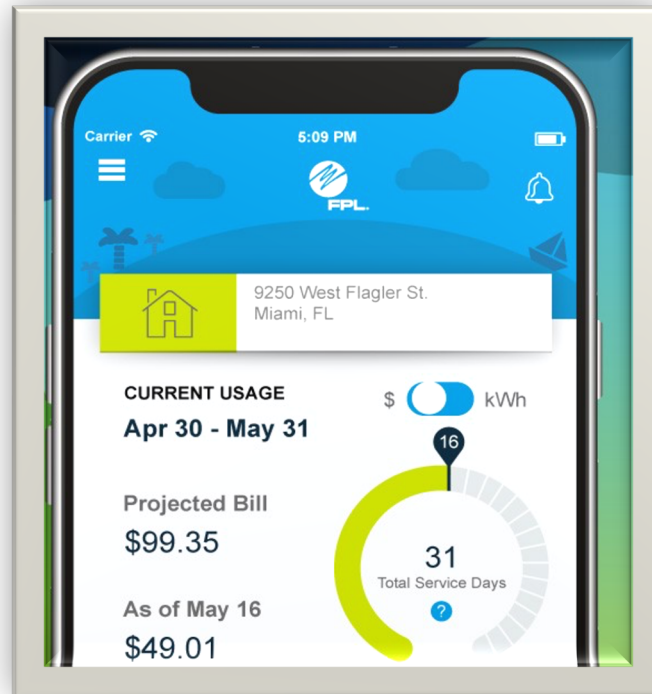 Carrier 5:09 PM
FPL.
9250 West Flagler St.
Miami, FL
CURRENT USAGE
$ kWh
Apr 30 - May 31
16
Projected Bill
$99.35
31
Total Service Days
?
As of May 16
$49.01